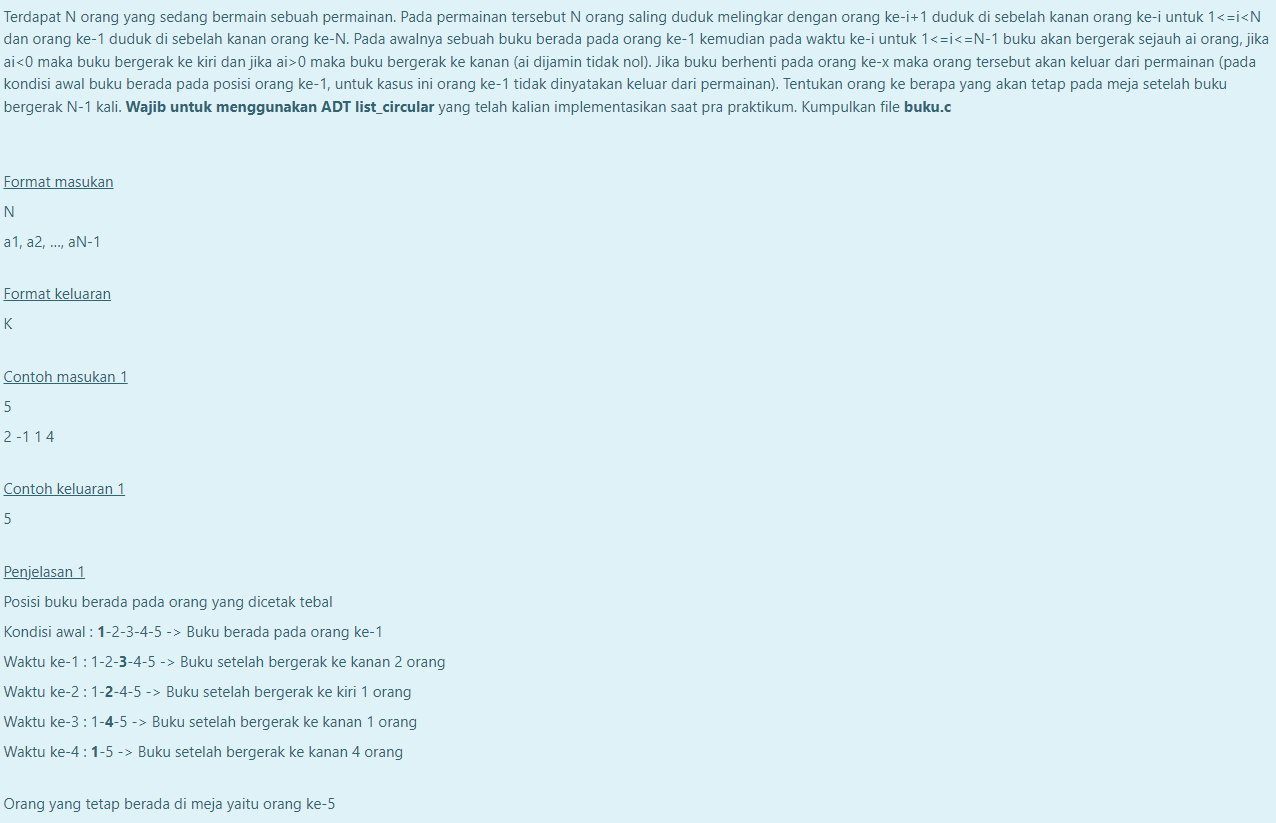 Terdapat N orang yang sedang bermain sebuah permainan. Pada permainan tersebut N orang saling duduk melingkar dengan orang ke-i+1 duduk di sebelah kanan orang ke-i untuk 1<=i<N
dan orang ke-1 duduk di sebelah kanan orang ke-N. Pada awalnya sebuah buku berada pada orang ke-1 kemudian pada waktu ke-i untuk 1<=i<=N-1 buku akan bergerak sejauh ai orang, jika
ai<0 maka buku bergerak ke kiri dan jika ai>0 maka buku bergerak ke kanan (ai dijamin tidak nol). Jika buku berhenti pada orang ke-x maka orang tersebut akan keluar dari permainan (pada
kondisi awal buku berada pada posisi orang ke-1, untuk kasus ini orang ke-1 tidak dinyatakan keluar dari permainan). Tentukan orang ke berapa yang akan tetap pada meja setelah buku
bergerak N-1 kali. Wajib untuk menggunakan ADT list_circular yang telah kalian implementasikan saat pra praktikum. Kumpulkan file buku.c
Format masukan
N
a1, a2, ..., aN-1
Format keluaran
K
Contoh masukan 1
5
2 -1 1 4
Contoh keluaran 1
5
Penjelasan 1
Posisi buku berada pada orang yang dicetak tebal
Kondisi awal : 1-2-3-4-5 -> Buku berada pada orang ke-1
Waktu ke-1 : 1-2-3-4-5 -> Buku setelah bergerak ke kanan 2 orang
Waktu ke-2 : 1-2-4-5 -> Buku setelah bergerak ke kiri 1 orang
Waktu ke-3 : 1-4-5 -> Buku setelah bergerak ke kanan 1 orang
Waktu ke-4 : 1-5 -> Buku setelah bergerak ke kanan 4 orang
Orang yang tetap berada di meja yaitu orang ke-5